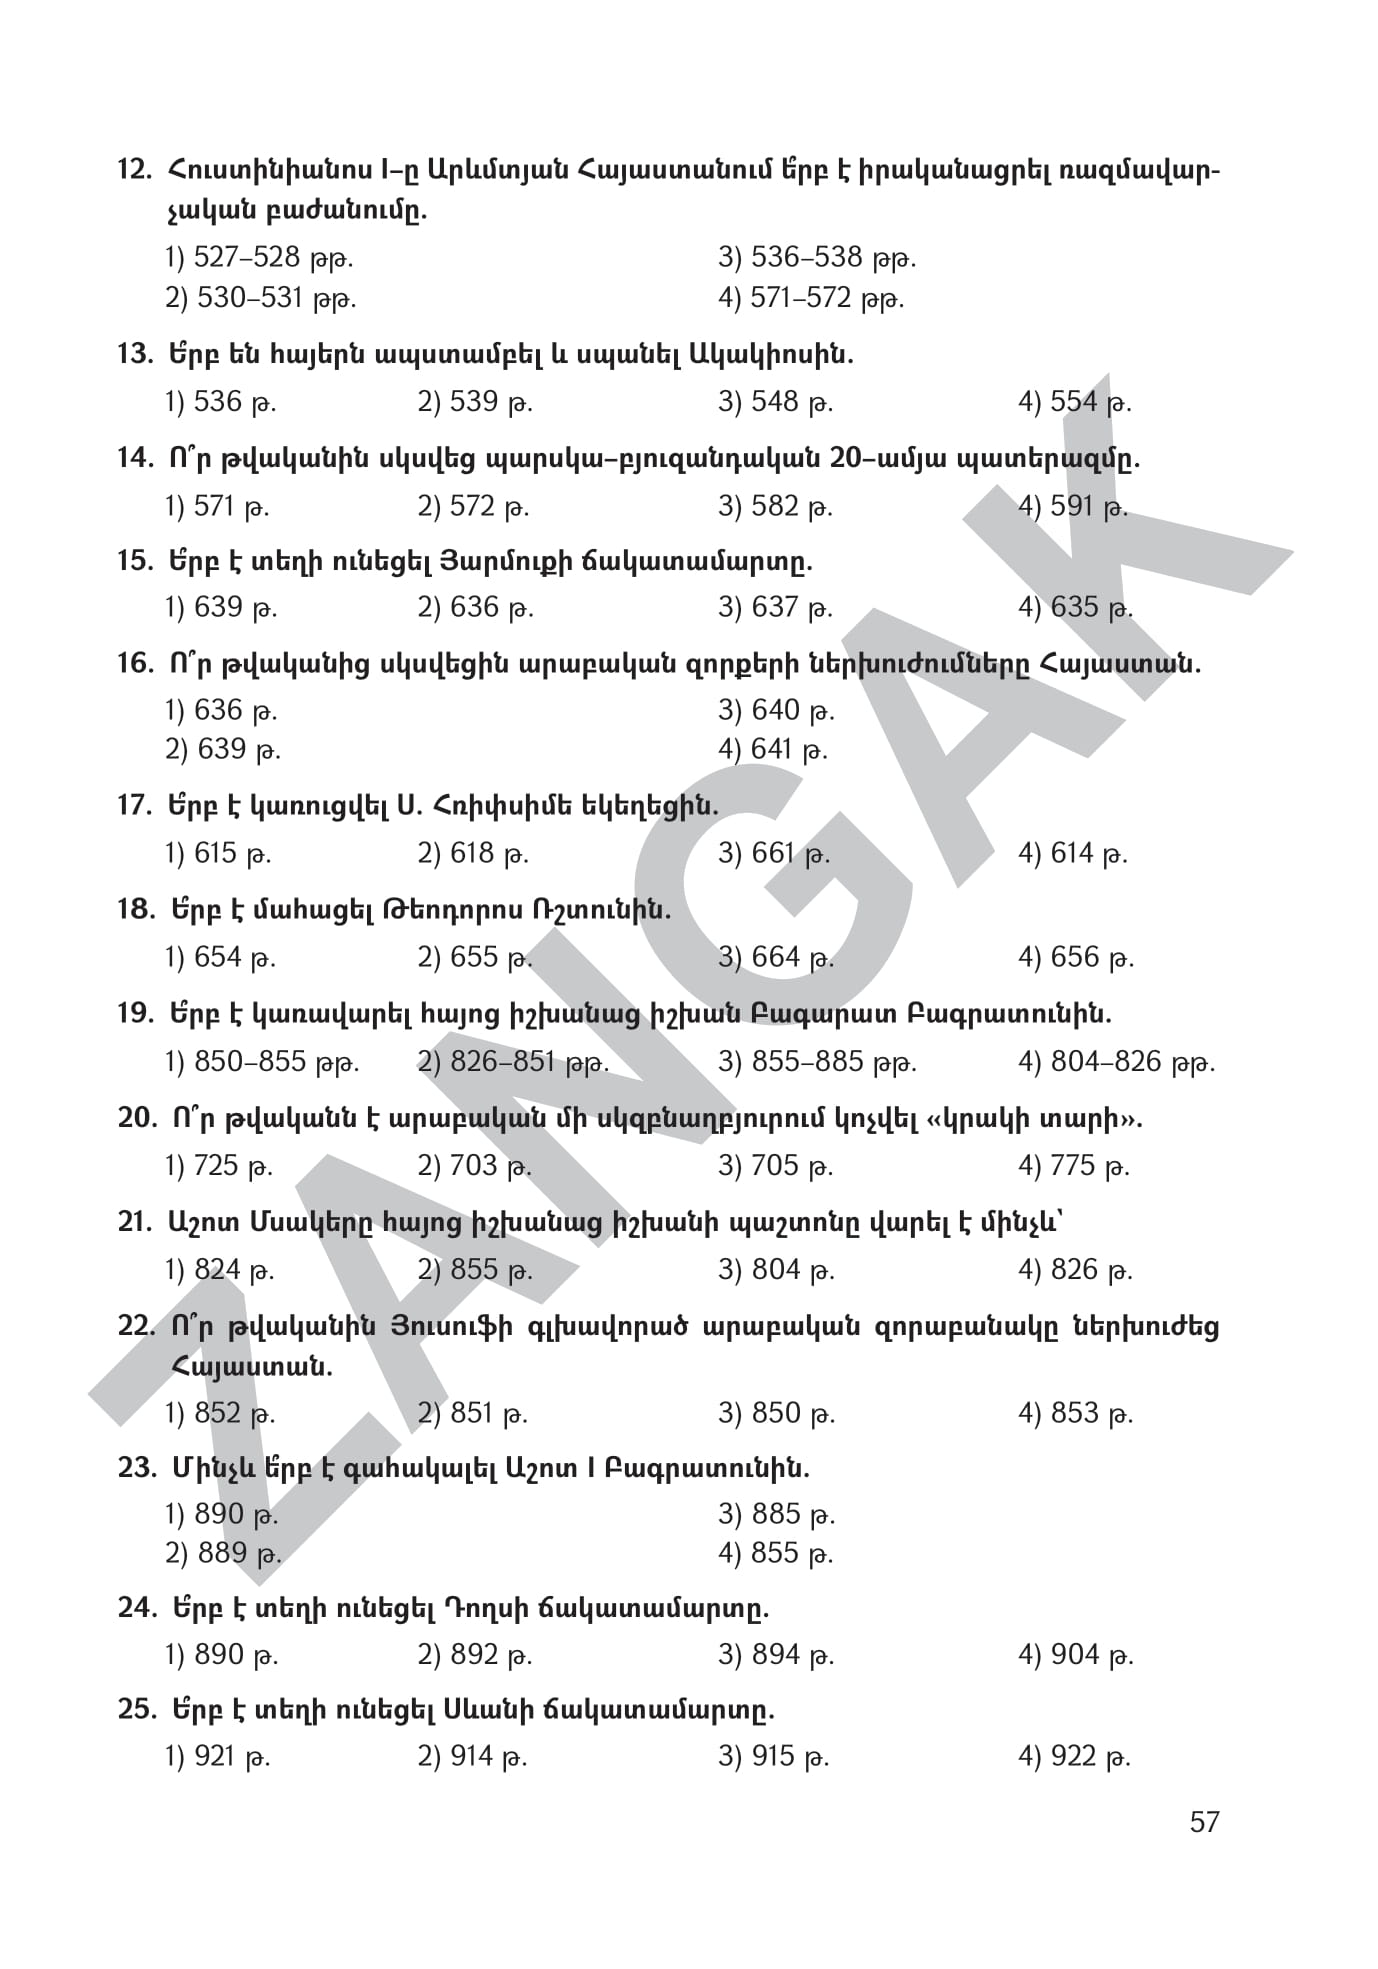 12. Հուստինիանոս I–ը Արևմտյան Հայաստանում ե՞րբ է իրականացրել ռազմավար-
չական բաժանումը.
1) 527–528 թթ. 3) 536–538 թթ.
2) 530–531 թթ. 4) 571–572 թթ.
13. Ե՞րբ են հայերն ապստամբել և սպանել Ակակիոսին.
1) 536 թ. 2) 539 թ. 3) 548 թ. 4) 554 թ.
14. Ո՞ր թվականին սկսվեց պարսկա–բյուզանդական 20–ամյա պատերազմը.
1) 571 թ. 2) 572 թ. 3) 582 թ. 4) 591 թ.
15. Ե՞րբ է տեղի ունեցել Յարմուքի ճակատամարտը.
1) 639 թ. 2) 636 թ. 3) 637 թ. 4) 635 թ.
16. Ո՞ր թվականից սկսվեցին արաբական զորքերի ներխուժումները Հայաստան.
1) 636 թ. 3) 640 թ.
2) 639 թ. 4) 641 թ.
17. Ե՞րբ է կառուցվել Ս. Հռիփսիմե եկեղեցին.
1) 615 թ. 2) 618 թ. 3) 661 թ. 4) 614 թ.
18. Ե՞րբ է մահացել Թեոդորոս Ռշտունին.
1) 654 թ. 2) 655 թ. 3) 664 թ. 4) 656 թ.
19. Ե՞րբ է կառավարել հայոց իշխանաց իշխան Բագարատ Բագրատունին.
1) 850–855 թթ. 2) 826–851 թթ. 3) 855–885 թթ. 4) 804–826 թթ.
20. Ո՞ր թվականն է արաբական մի սկզբնաղբյուրում կոչվել «կրակի տարի».
1) 725 թ. 2) 703 թ. 3) 705 թ. 4) 775 թ.
21. Աշոտ Մսակերը հայոց իշխանաց իշխանի պաշտոնը վարել է մինչև՝
1) 824 թ. 2) 855 թ. 3) 804 թ. 4) 826 թ.
22. Ո՞ր թվականին Յուսուֆի գլխավորած արաբական զորաբանակը ներխուժեց
Հայաստան.
1) 852 թ. 2) 851 թ. 3) 850 թ. 4) 853 թ.
23. Մինչև ե՞րբ է գահակալել Աշոտ I Բագրատունին.
1) 890 թ. 3) 885 թ.
2) 889 թ. 4) 855 թ.
24. Ե՞րբ է տեղի ունեցել Դողսի ճակատամարտը.
1) 890 թ. 2) 892 թ. 3) 894 թ. 4) 904 թ.
25. Ե՞րբ է տեղի ունեցել Սևանի ճակատամարտը.
1) 921 թ. 2) 914 թ. 3) 915 թ. 4) 922 թ.
57
ZANGAK